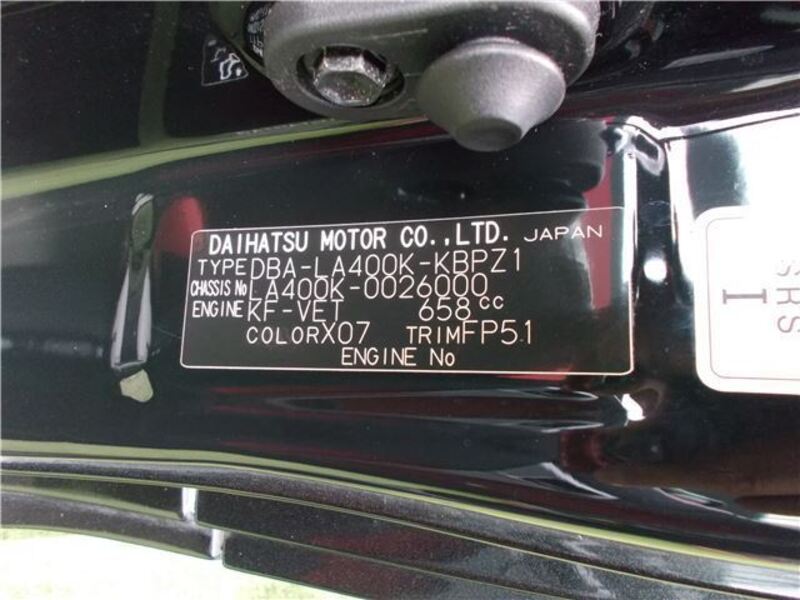 DAIHATSU MOTOR CO.,LTD. JAPAN
TYPE DBA-LA400K-KBPZ1
CHASSIS No LA400K-0026000
ENGINE KF-VET 658cc
COLOR X07 TRIM FP51
ENGINE No
SRS
I